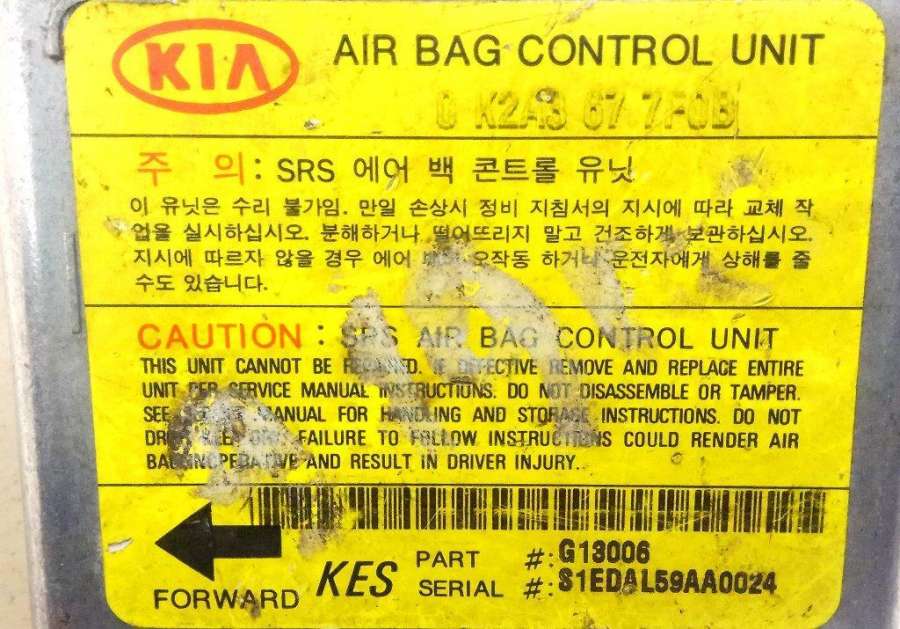 KIA AIR BAG CONTROL UNIT
0 K2A3 67 7F0B
주 의: SRS 에어 백 콘트롤 유닛
이 유닛은 수리 불가임. 만일 손상시 정비 지침서의 지시에 따라 교체 작
업을 실시하십시오. 분해하거나 떨어뜨리지 말고 건조하게 보관하십시오.
지시에 따르자 않을 경우 에어 오작동 하거나 운전자에게 상해를 줄
수도 있습니다.
CAUTION : SRS AIR BAG CONTROL UNIT
THIS UNIT CANNOT BE REPAIRED. IF DEFECTIVE REMOVE AND REPLACE ENTIRE
UNIT PER SERVICE MANUAL INSTRUCTIONS. DO NOT DISASSEMBLE OR TAMPER.
SEE MANUAL FOR HANDLING AND STORAGE INSTRUCTIONS. DO NOT
DROP KEEP DRY FAILURE TO FOLLOW INSTRUCTIONS COULD RENDER AIR
BAG INOPERATIVE AND RESULT IN DRIVER INJURY.
FORWARD
KES
PART #: G13006
SERIAL #: S1EDAL59AA0024